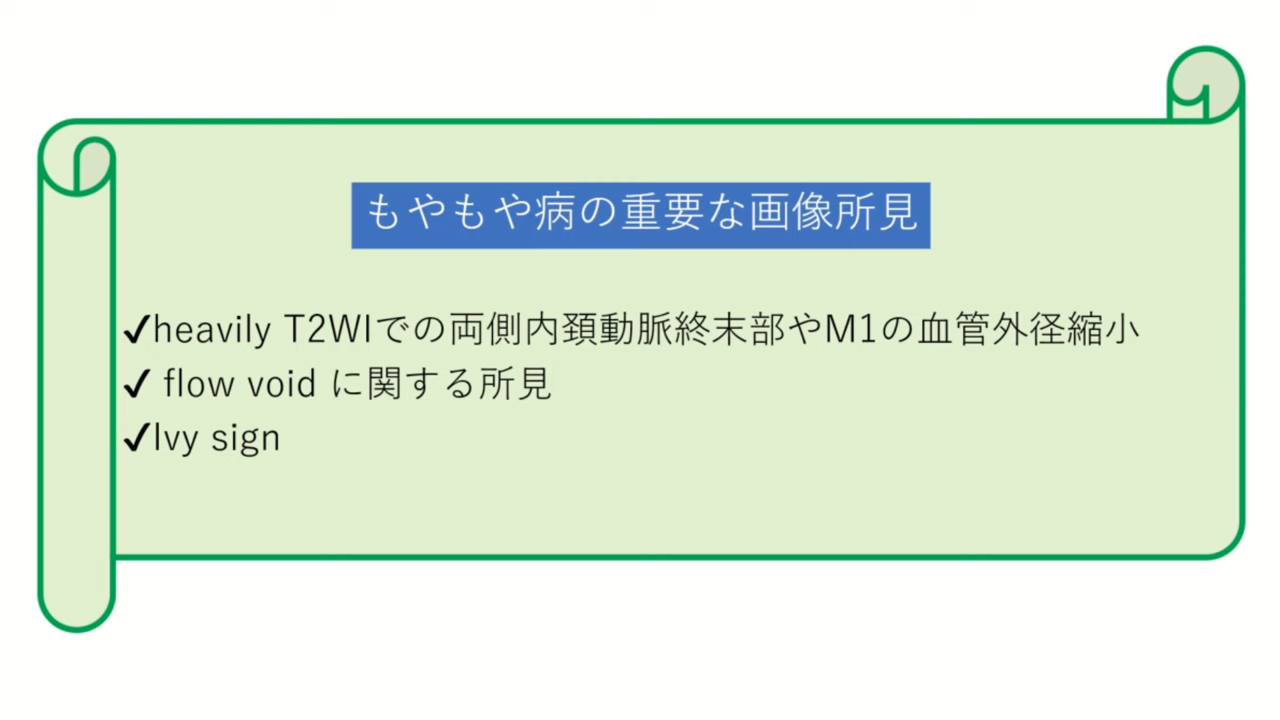 もやもや病の重要な画像所見
✓heavily T2WIでの両側内頚動脈終末部やM1の血管外径縮小
✓ flow void に関する所見
✓Ivy sign